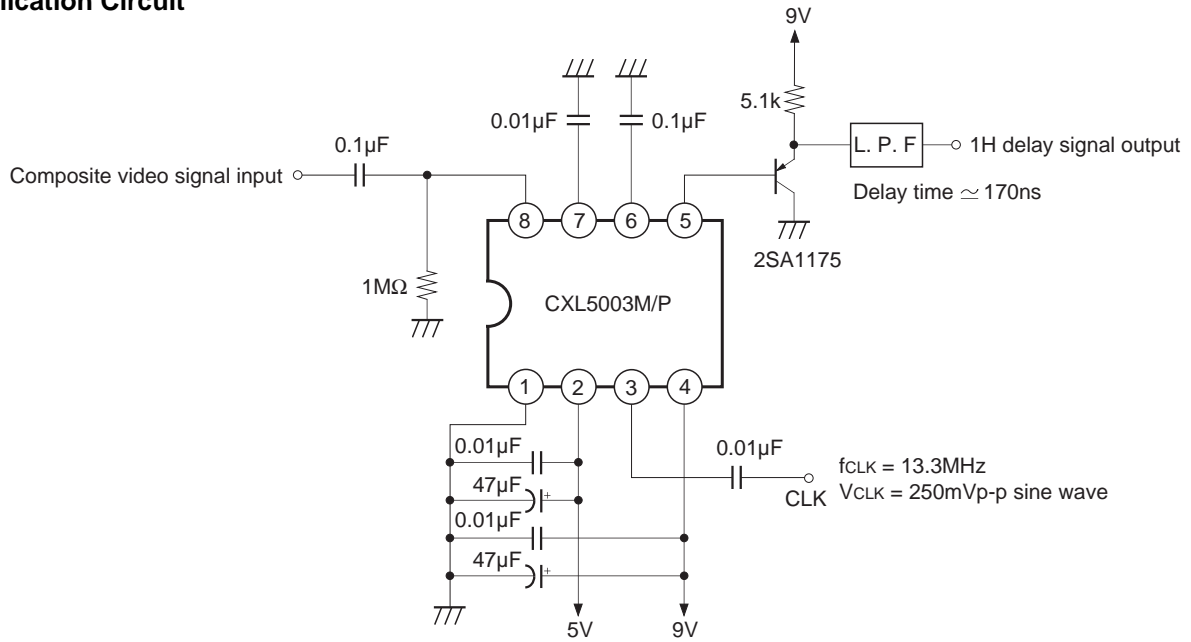 lication Circuit
9V
5.1k
0.01µF
0.1µF
0.1µF
L. P. F
1H delay signal output
Composite video signal input
Delay time ≃ 170ns
8
7
6
5
2SA1175
1MΩ
CXL5003M/P
1
2
3
4
0.01µF
0.01µF
fCLK = 13.3MHz
47µF
+
CLK
VCLK = 250mVp-p sine wave
0.01µF
47µF
+
5V
9V